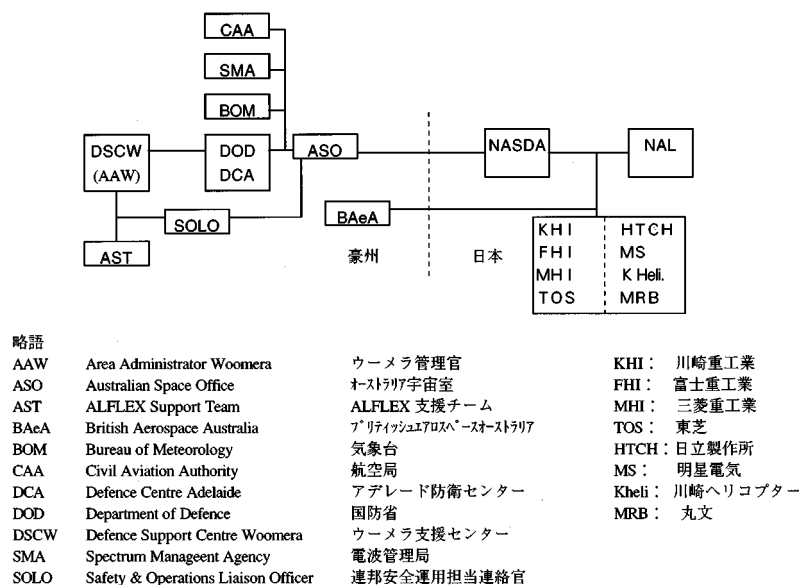 CAA
SMA
BOM
DSCW
(AAW)
DOD
DCA
ASO
NASDA
NAL
SOLO
BAeA
AST
豪州
日本
KHI
HTCH
FHI
MS
MHI
K Heli.
TOS
MRB
略語
AAW Area Administrator Woomera ウーメラ管理官 KHI： 川崎重工業
ASO Australian Space Office ｵｰｽﾄﾗﾘｱ宇宙室 FHI： 富士重工業
AST ALFLEX Support Team ALFLEX 支援チーム MHI： 三菱重工業
BAeA British Aerospace Australia ﾌﾞﾘﾃｨｯｼｭｴｱﾛｽﾍﾟｰｽｵｰｽﾄﾗﾘｱ TOS： 東芝
BOM Bureau of Meteorology 気象台 HTCH：日立製作所
CAA Civil Aviation Authority 航空局 MS： 明星電気
DCA Defence Centre Adelaide アデレード防衛センター Kheli： 川崎ヘリコプター
DOD Department of Defence 国防省 MRB： 丸文
DSCW Defence Support Centre Woomera ウーメラ支援センター
SMA Spectrum Manageent Agency 電波管理局
SOLO Safety & Operations Liaison Officer 連邦安全運用担当連絡官